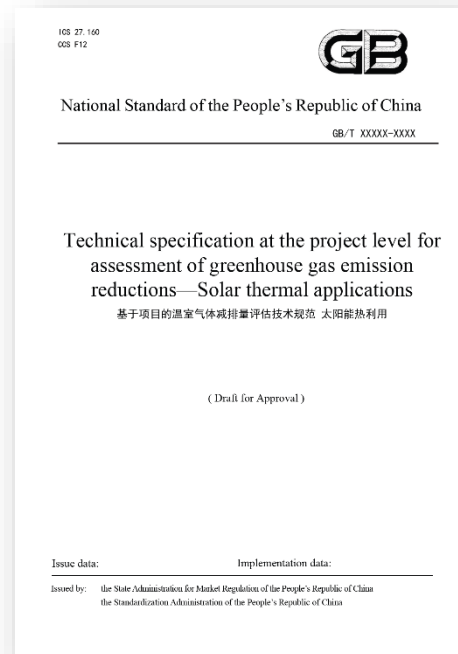 ICS 27.160
CCS F12
GB
National Standard of the People's Republic of China
GB/T XXXXX-XXXX
Technical specification at the project level for
assessment of greenhouse gas emission
reductions—Solar thermal applications
基于项目的温室气体减排量评估技术规范 太阳能热利用
( Draft for Approval )
Issue data: Implementation data:
Issued by: the State Administration for Market Regulation of the People's Republic of China
the Standardization Administration of the People's Republic of China